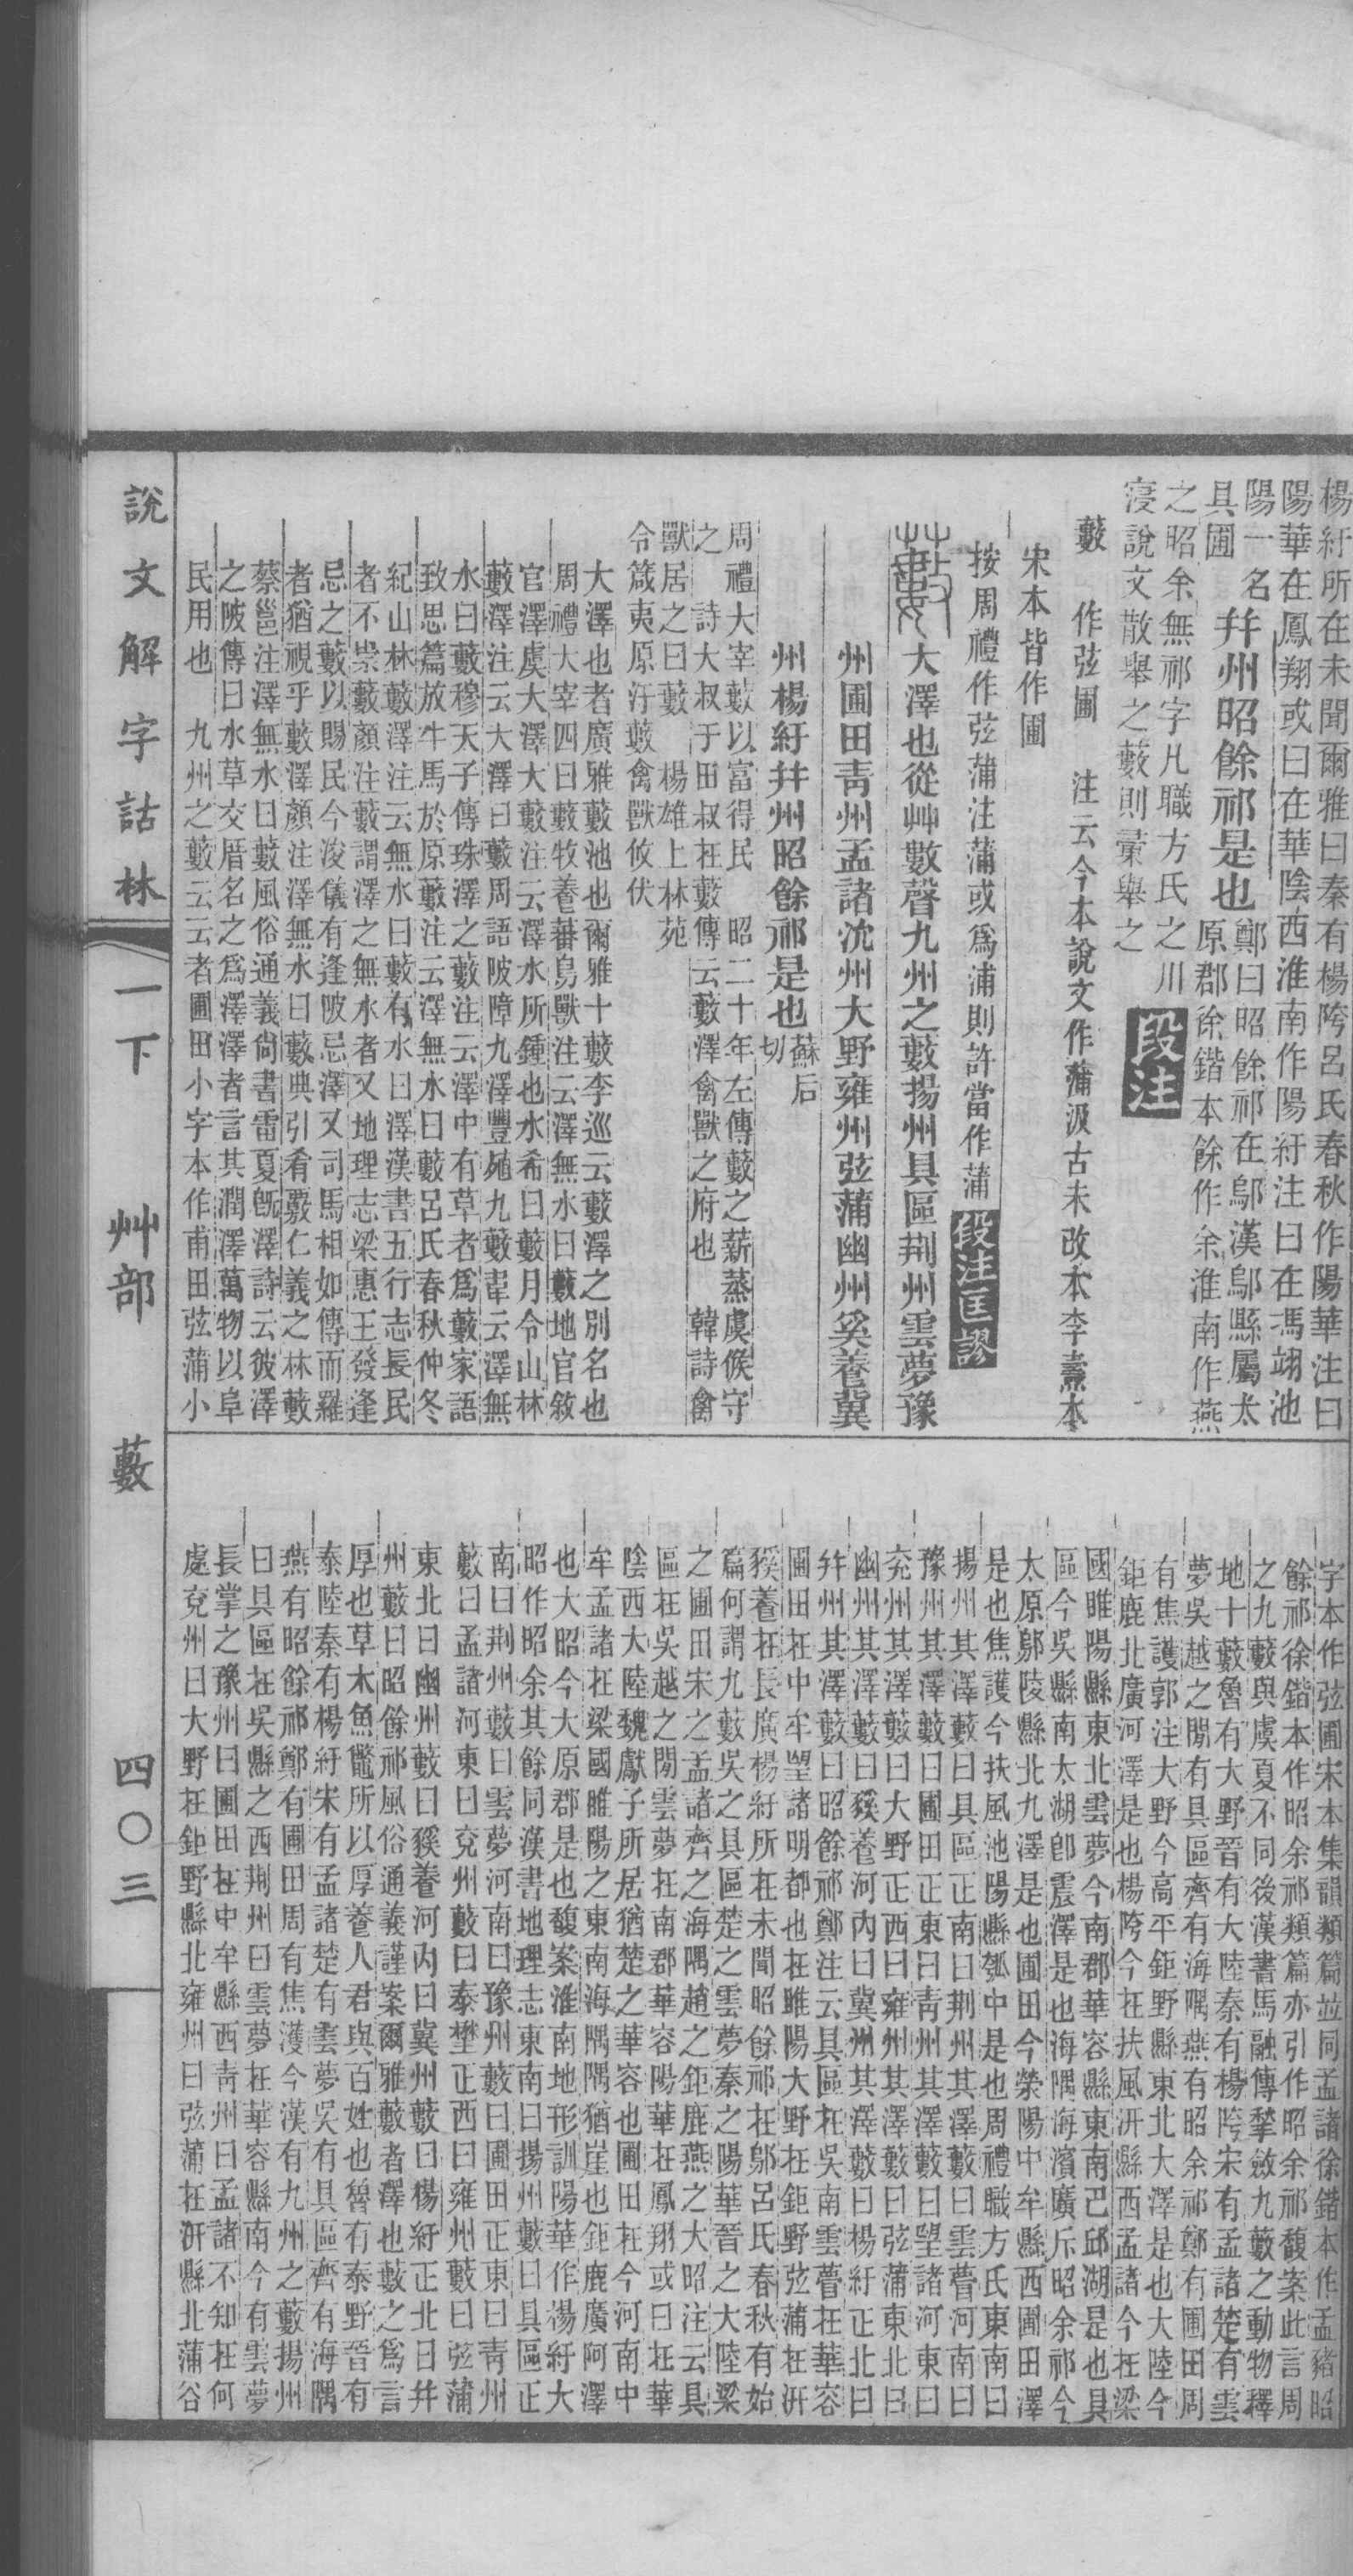 楊紆所在未聞爾雅曰秦有楊陓呂氏春秋作陽華注曰
陽華在鳳翔或曰在華陰西淮南作陽紆注曰在馮翊池
陽一名
具圃
幷州昭餘祁是也
鄭曰昭餘祁在鄔漢鄔縣屬太
原郡徐鍇本餘作余淮南作燕
之昭余無祁字凡職方氏之川
寖說文散舉之藪則彙舉之
段注
藪 作弦圃 注云今本說文作蒲汲古未改本李燾本
宋本皆作圃
按周禮作弦蒲注蒲或爲浦則許當作蒲
段注匡謬
大澤也從艸數聲九州之藪揚州具區荆州雲夢豫
州圃田靑州孟諸沇州大野雍州弦蒲幽州奚養冀
州楊紆幷州昭餘祁是也
蘇后
切
周禮大宰藪以富得民 昭二十年左傳藪之薪蒸虞候守
之 詩大叔于田叔在藪傳云藪澤禽獸之府也 韓詩禽
獸居之曰藪 楊雄上林苑
令箴夷原汙藪禽獸攸伏
大澤也者廣雅藪池也爾雅十藪李巡云藪澤之別名也
周禮大宰四曰藪牧養蕃鳥獸注云澤無水曰藪地官敘
官澤虞大澤大藪注云澤水所鍾也水希曰藪月令山林
藪澤注云大澤曰藪周語陂障九澤豐殖九藪韋云澤無
水曰藪穆天子傳珠澤之藪注云澤中有草者爲藪家語
致思篇放牛馬於原藪注云澤無水曰藪呂氏春秋仲冬
紀山林藪澤注云無水曰藪有水曰澤漢書五行志長民
者不崇藪顏注藪謂澤之無水者又地理志梁惠王發逢
忌之藪以賜民今浚儀有逢陂忌澤又司馬相如傳而羅
者猶視乎藪澤顏注澤無水曰藪典引肴覈仁義之林藪
蔡邕注澤無水曰藪風俗通義尙書雷夏旣澤詩云彼澤
之陂傳曰水草交厝名之爲澤澤者言其潤澤萬物以阜
民用也 九州之藪云云者圃田小字本作甫田弦蒲小
說文解字詁林
一下
艸部
藪
四〇三
字本作弦圃宋本集韻類篇並同孟諸徐鍇本作孟豬昭
餘祁徐鍇本作昭余祁類篇亦引作昭余祁馥案此言周
之九藪與虞夏不同後漢書馬融傳揫斂九藪之動物釋
地十藪魯有大野晉有大陸秦有楊陓宋有孟諸楚有雲
夢吳越之閒有具區齊有海隅燕有昭余祁鄭有圃田周
有焦護郭注大野今高平鉅野縣東北大澤是也大陸今
鉅鹿北廣河澤是也楊陓今在扶風汧縣西孟諸今在梁
國睢陽縣東北雲夢今南郡華容縣東南巴邱湖是也具
區今吳縣南太湖卽震澤是也海隅海濱廣斥昭余祁今
太原鄔陵縣北九澤是也圃田今滎陽中牟縣西圃田澤
是也焦護今扶風池陽縣瓠中是也周禮職方氏東南曰
揚州其澤藪曰具區正南曰荆州其澤藪曰雲瞢河南曰
豫州其澤藪曰圃田正東曰靑州其澤藪曰望諸河東曰
兗州其澤藪曰大野正西曰雍州其澤藪曰弦蒲東北曰
幽州其澤藪曰貕養河內曰冀州其澤藪曰楊紆正北曰
幷州其澤藪曰昭餘祁鄭注云具區在吳南雲瞢在華容
圃田在中牟望諸明都也在睢陽大野在鉅野弦蒲在汧
貕養在長廣楊紆所在未聞昭餘祁在鄔呂氏春秋有始
篇何謂九藪吳之具區楚之雲夢秦之陽華晉之大陸梁
之圃田宋之孟諸齊之海隅趙之鉅鹿燕之大昭注云具
區在吳越之閒雲夢在南郡華容陽華在鳳翔或曰在華
陰西大陸魏獻子所居猶楚之華容也圃田在今河南中
牟孟諸在梁國睢陽之東南海隅隅猶崖也鉅鹿廣阿澤
也大昭今大原郡是也馥案淮南地形訓陽華作楊紆大
昭作昭余其餘同漢書地理志東南曰揚州藪曰具區正
南曰荆州藪曰雲夢河南曰豫州藪曰圃田正東曰靑州
藪曰孟諸河東曰兗州藪曰泰壄正西曰雍州藪曰弦蒲
東北曰幽州藪曰貕養河內曰冀州藪曰楊紆正北曰幷
州藪曰昭餘祁風俗通義謹案爾雅藪者澤也藪之爲言
厚也草木魚鼈所以厚養人君與百姓也魯有泰野晉有
泰陸秦有楊紆宋有孟諸楚有雲夢吳有具區齊有海隅
燕有昭餘祁鄭有圃田周有焦濩今漢有九州之藪揚州
曰具區在吳縣之西荆州曰雲夢在華容縣南今有雲夢
長掌之豫州曰圃田在中牟縣西靑州曰孟諸不知在何
處兗州曰大野在鉅野縣北雍州曰弦蒲在汧縣北蒲谷